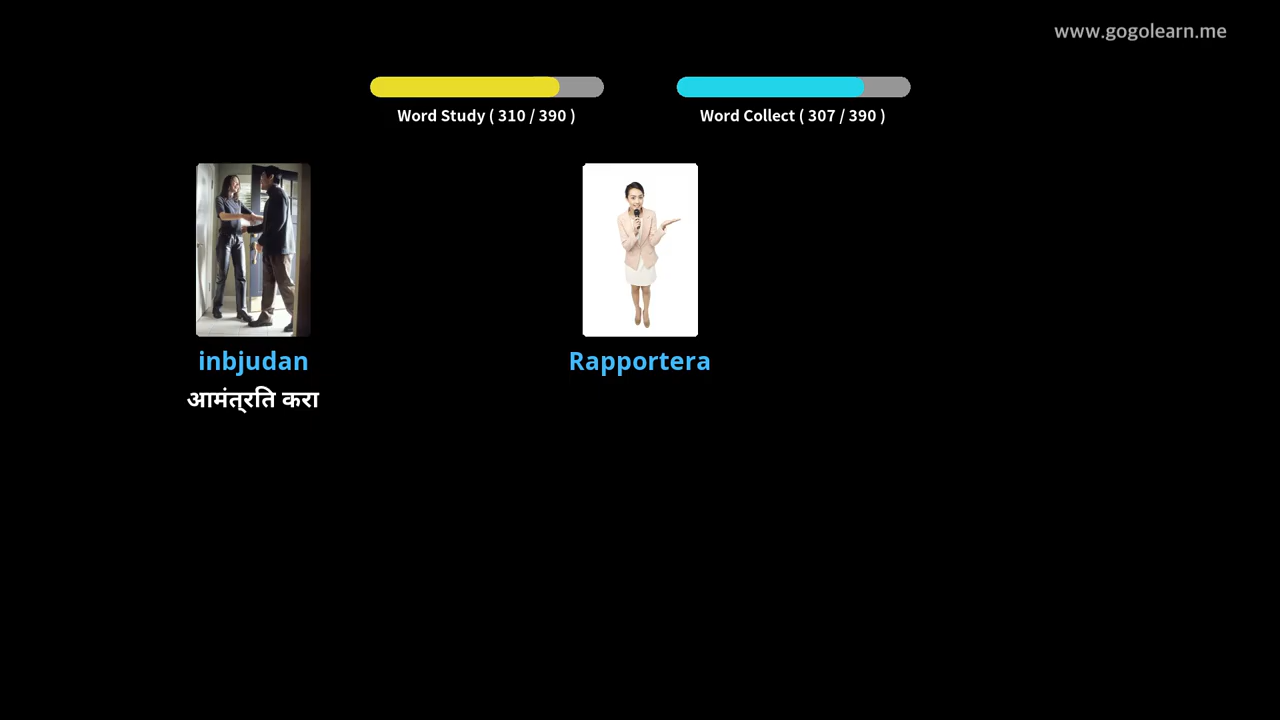 www.gogolearn.me
Word Study ( 310 / 390 )
Word Collect ( 307 / 390 )
inbjudan
आमंत्रति करा
Rapportera